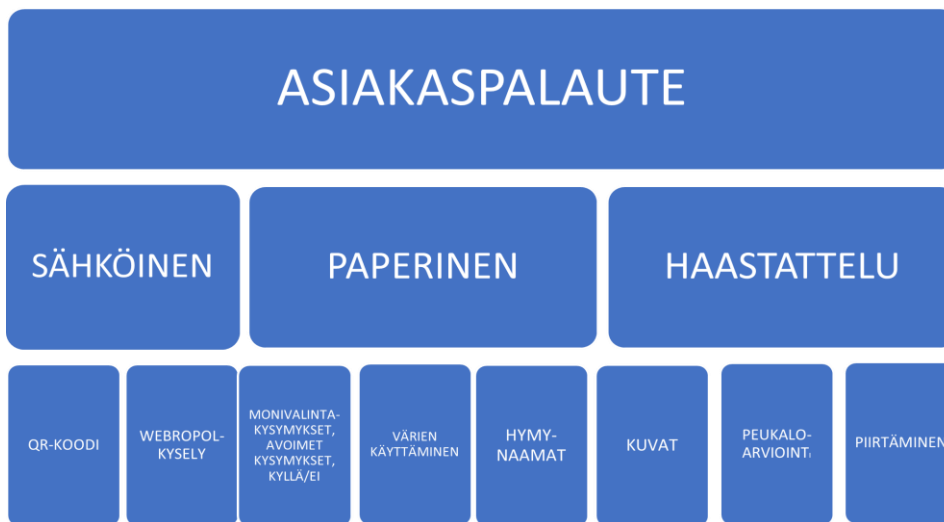 ASIAKASPALAUTE
SÄHKÖINEN
PAPERINEN
HAASTATTELU
QR-KOODI
WEBROPOL-
KYSELY
MONIVALINTA-
KYSYMYKSET,
AVOIMET
KYSYMYKSET,
KYLLÄ/EI
VÄRIEN
KÄYTTÄMINEN
HYMY-
NAAMAT
KUVAT
PEUKALO-
ARVIOINTI
PIIRTÄMINEN